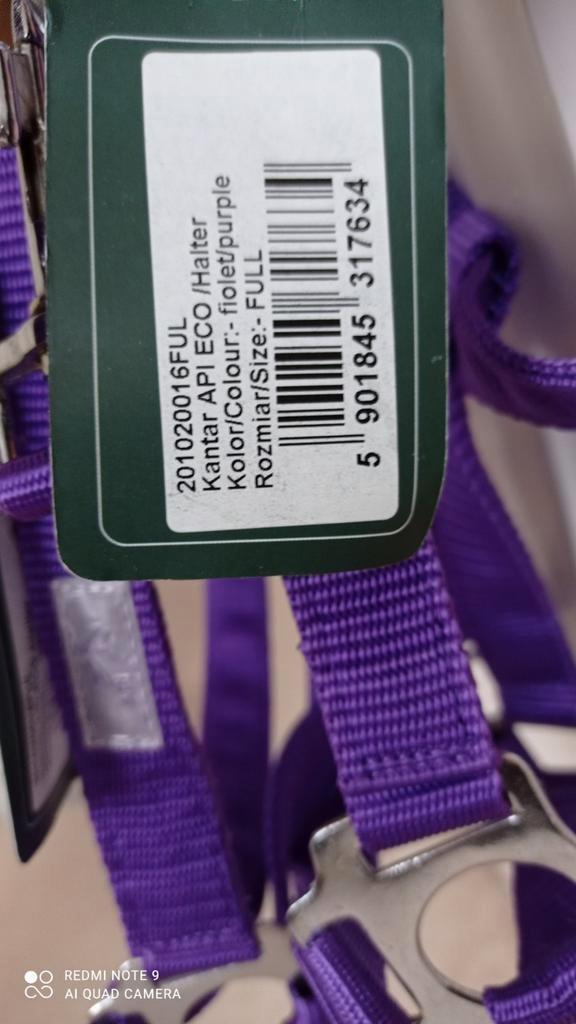 201020016FUL
Kantar API ECO /Halter
Kolor/Colour:- fiolet/purple
Rozmiar/Size:- FULL
5 901845 317634
REDMI NOTE 9
AI QUAD CAMERA